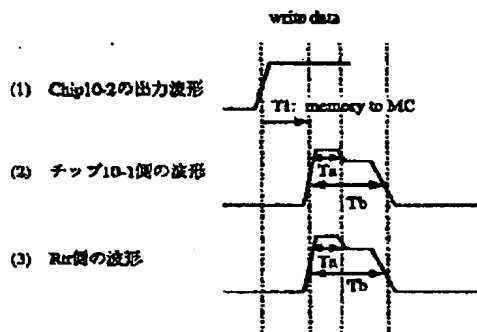 write data
(1) Chip10-2の出力波形
T1: memory to MC
(2) チップ10-1側の波形
Ta
Tb
(3) Rtr側の波形
Ta
Tb